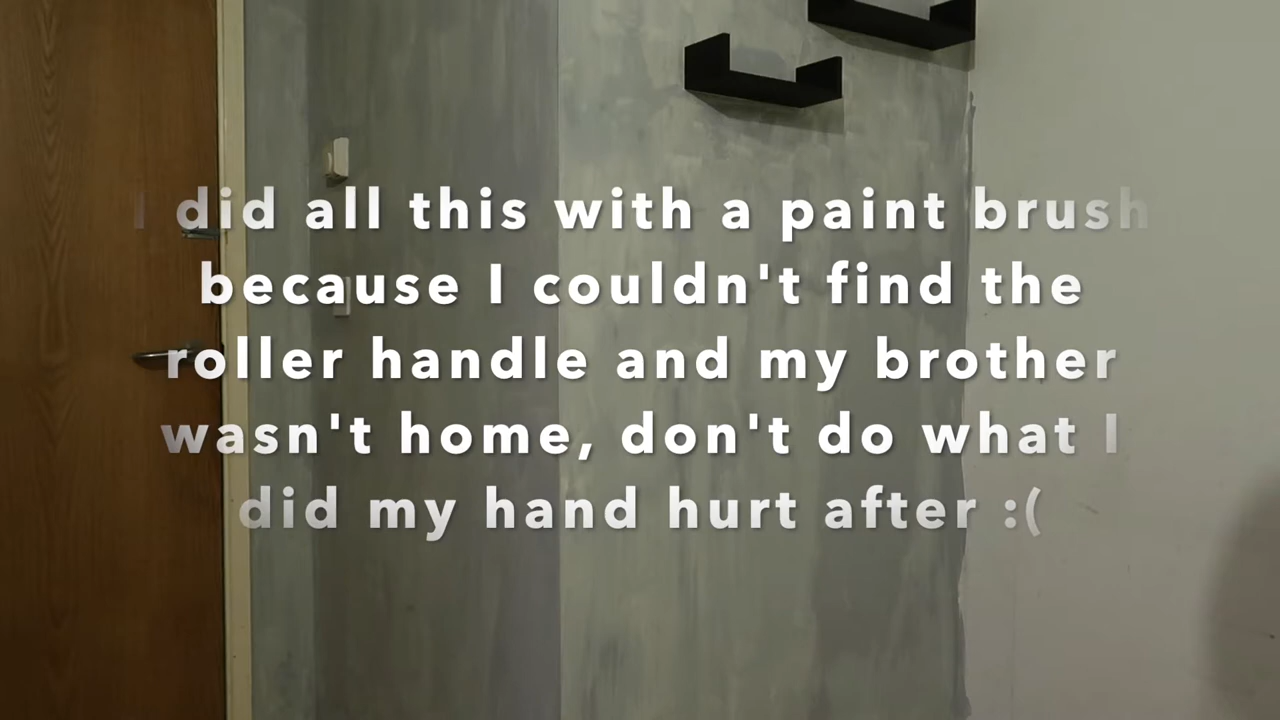 I did all this with a paint brush
because I couldn't find the
roller handle and my brother
wasn't home, don't do what I
did my hand hurt after :(